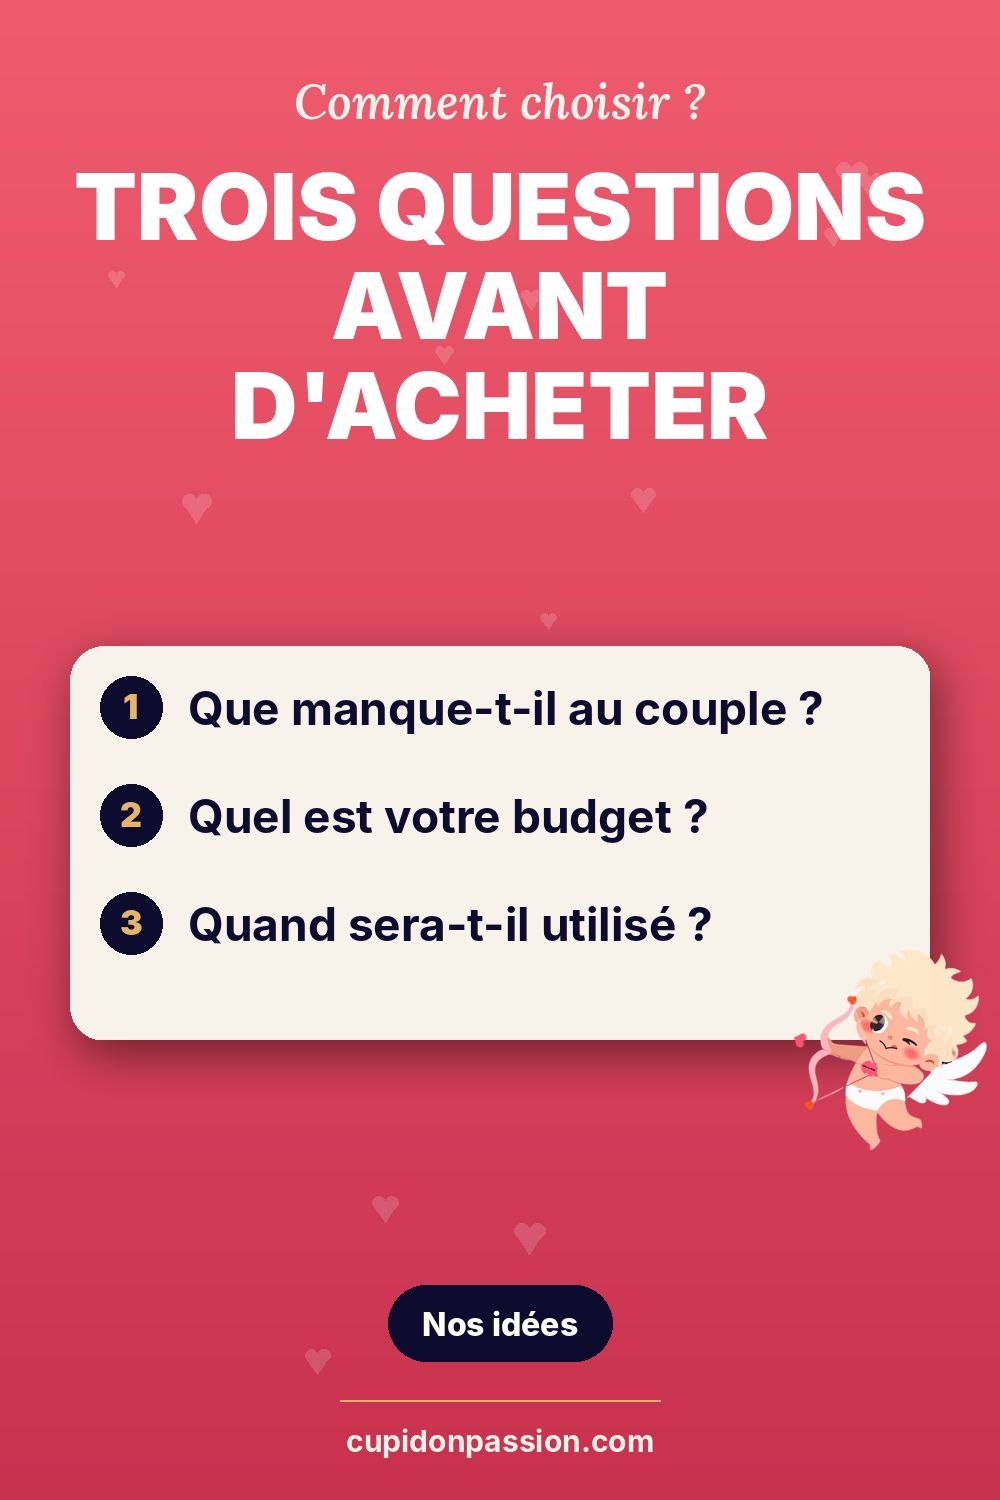 Comment choisir ?
TROIS QUESTIONS
AVANT
D'ACHETER
1 Que manque-t-il au couple ?
2 Quel est votre budget ?
3 Quand sera-t-il utilisé ?
Nos idées
cupidonpassion.com